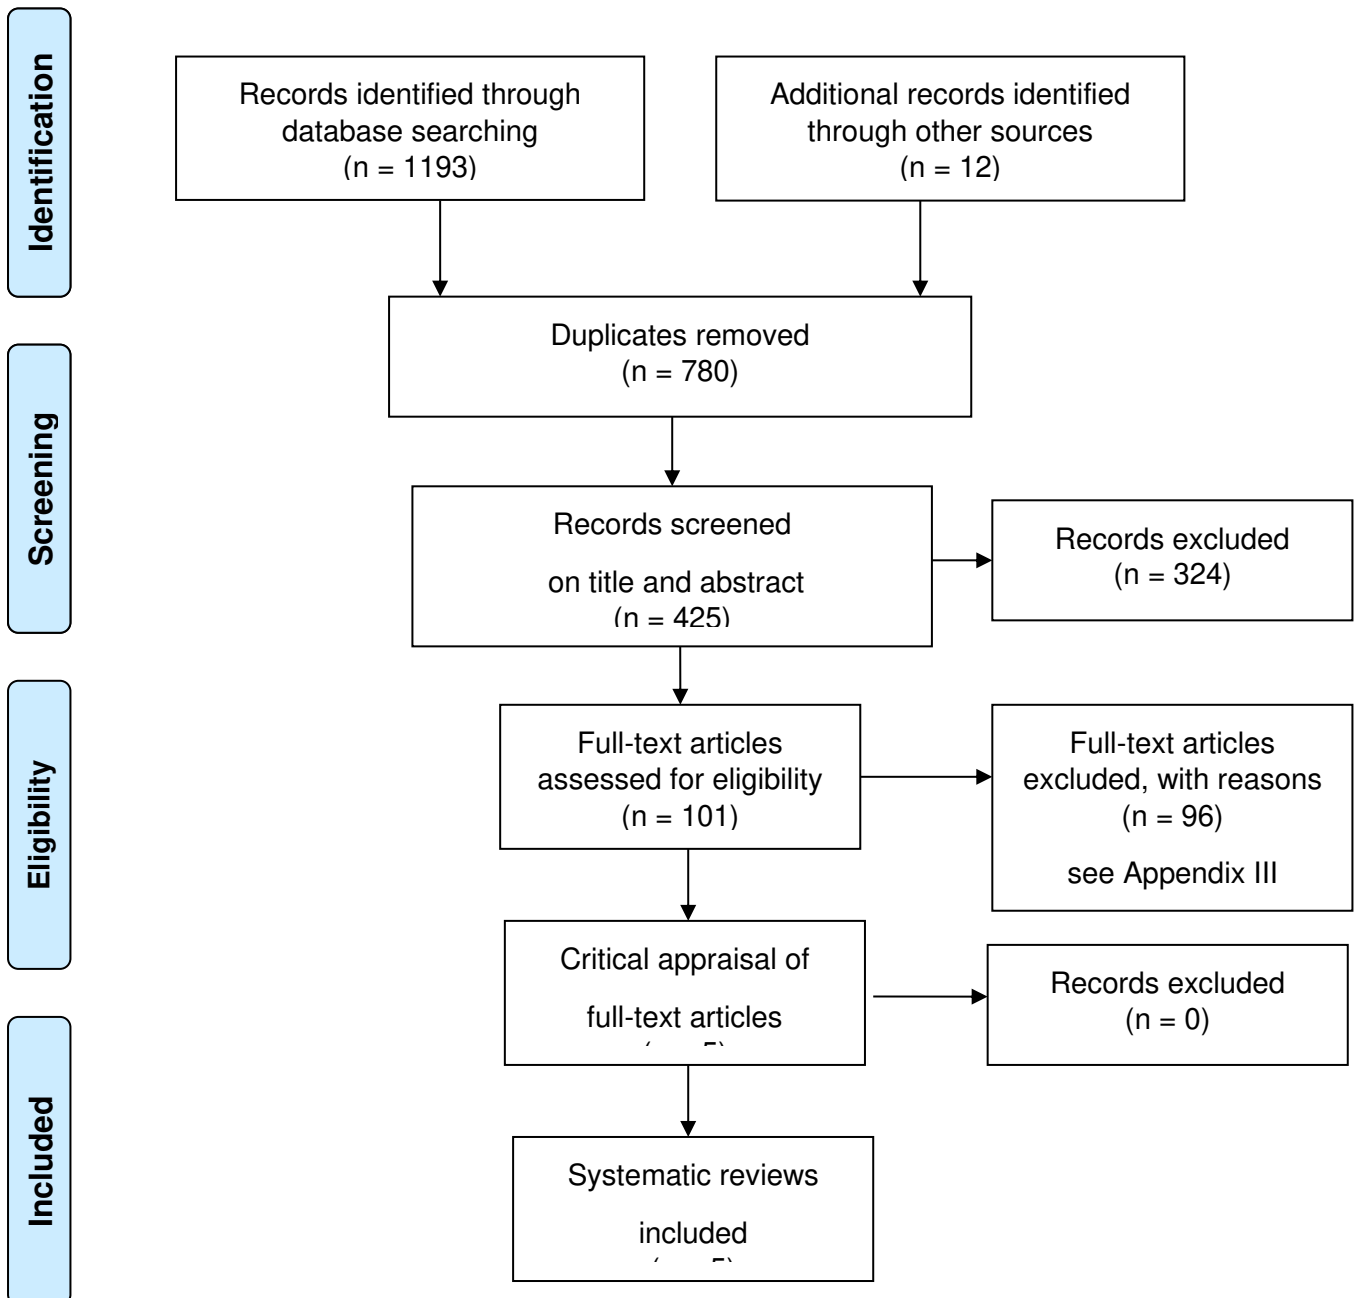 Identification
Records identified through
database searching
(n = 1193)
Additional records identified
through other sources
(n = 12)
Duplicates removed
(n = 780)
Screening
Records screened
on title and abstract
(n = 425)
Records excluded
(n = 324)
Eligibility
Full-text articles
assessed for eligibility
(n = 101)
Full-text articles
excluded, with reasons
(n = 96)
see Appendix III
Critical appraisal of
full-text articles
Records excluded
(n = 0)
Included
Systematic reviews
included